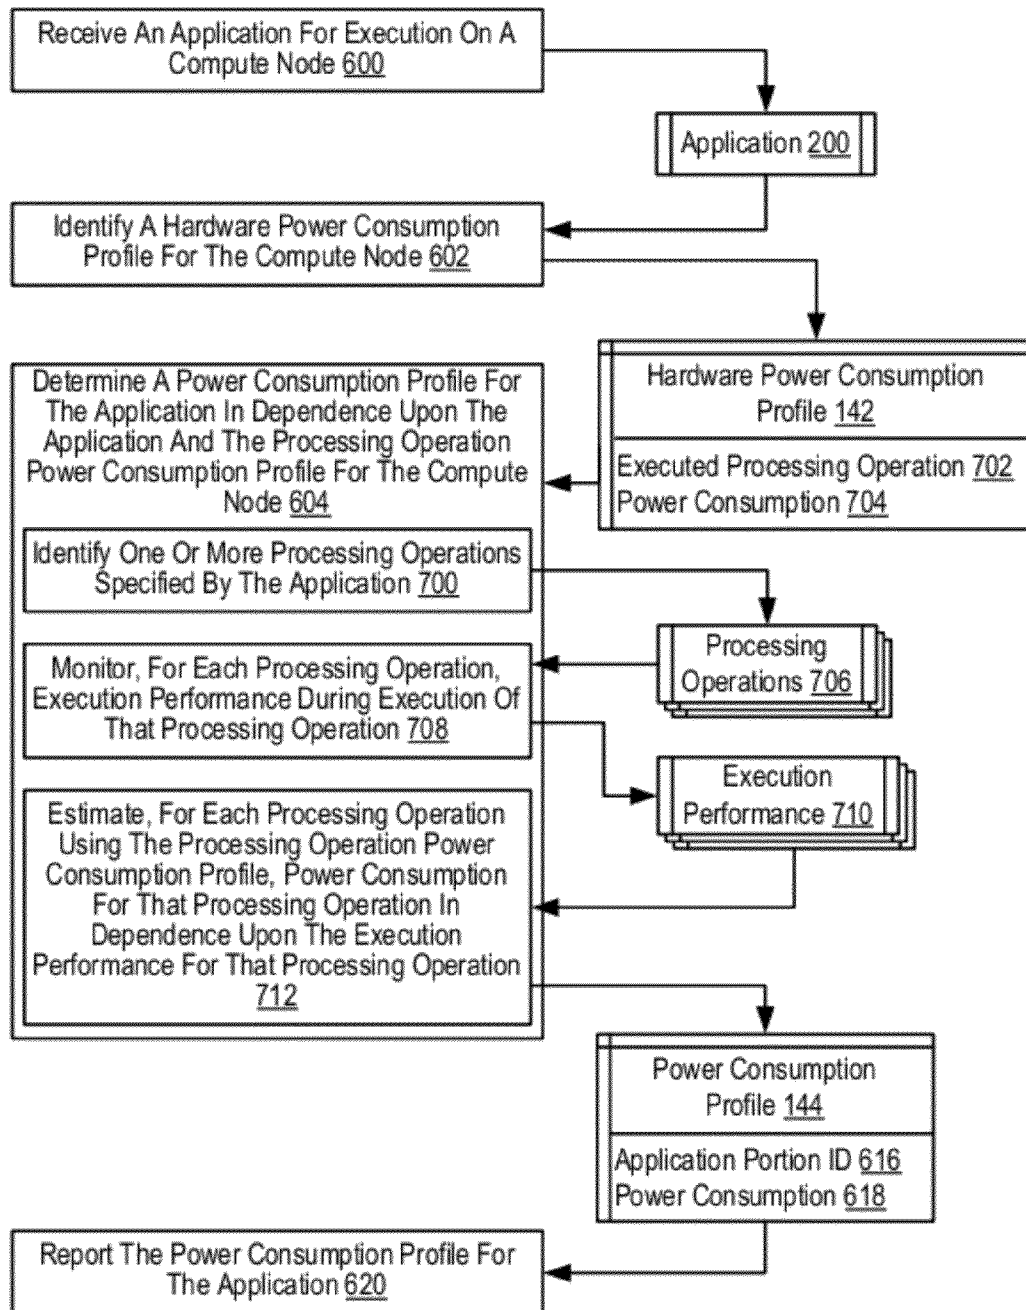 Receive An Application For Execution On A
Compute Node 600
Application 200
Identify A Hardware Power Consumption
Profile For The Compute Node 602
Hardware Power Consumption
Profile 142
Executed Processing Operation 702
Power Consumption 704
Determine A Power Consumption Profile For
The Application In Dependence Upon The
Application And The Processing Operation
Power Consumption Profile For The Compute
Node 604
Identify One Or More Processing Operations
Specified By The Application 700
Processing
Operations 706
Monitor, For Each Processing Operation,
Execution Performance During Execution Of
That Processing Operation 708
Execution
Performance 710
Estimate, For Each Processing Operation
Using The Processing Operation Power
Consumption Profile, Power Consumption
For That Processing Operation In
Dependence Upon The Execution
Performance For That Processing Operation
712
Power Consumption
Profile 144
Application Portion ID 616
Power Consumption 618
Report The Power Consumption Profile For
The Application 620